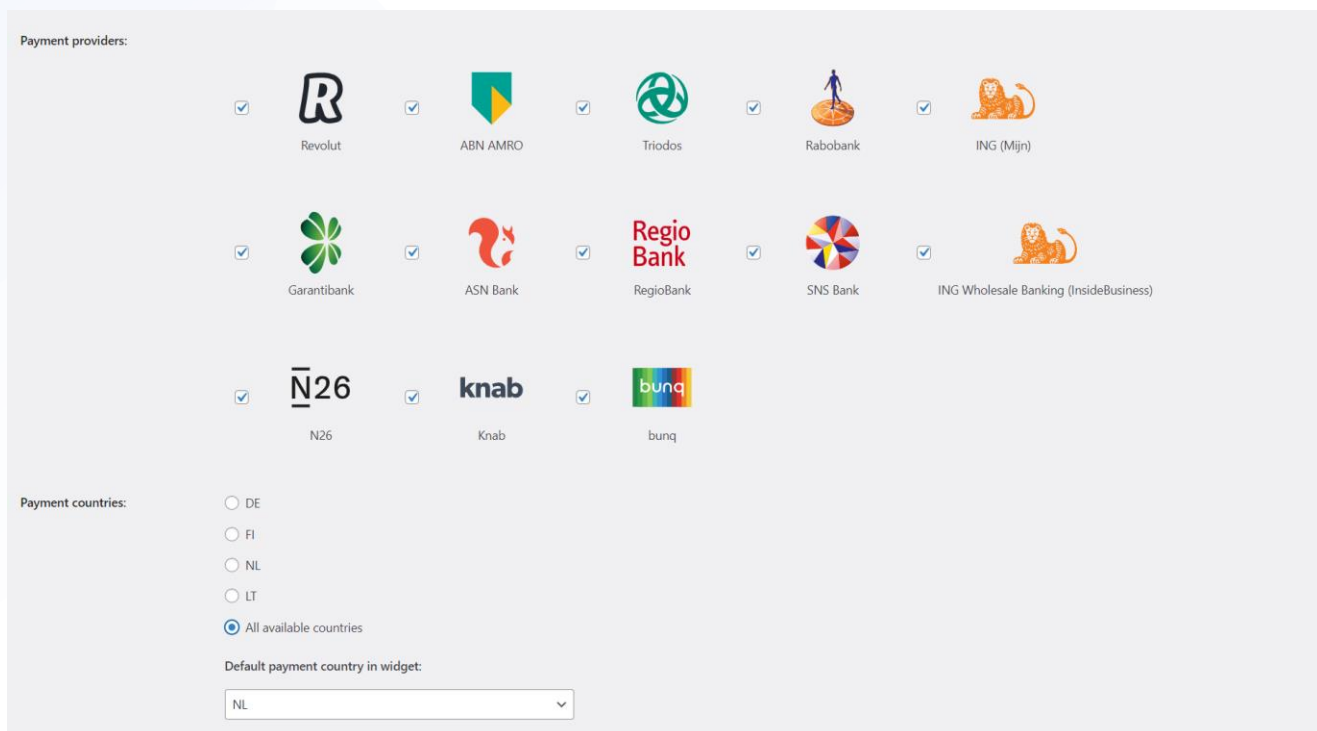 Payment providers:
R
Revolut
ABN AMRO
Triodos
Rabobank
ING (Mijn)
Regio
Bank
Garantibank
ASN Bank
RegioBank
SNS Bank
ING Wholesale Banking (InsideBusiness)
N26
knab
bunq
N26
Knab
bunq
Payment countries:
DE
FI
NL
LT
All available countries
Default payment country in widget:
NL